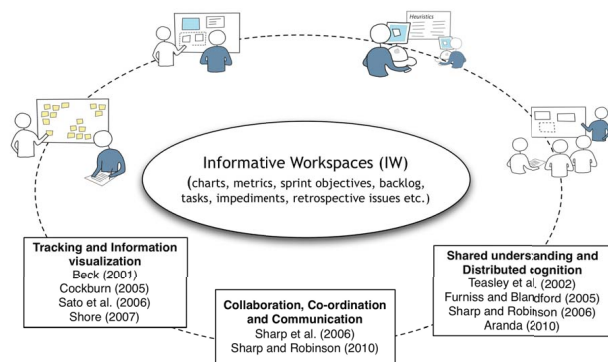 Heuristics
Informative Workspaces (IW)
(charts, metrics, sprint objectives, backlog,
tasks, impediments, retrospective issues etc.)
Tracking and Information
visualization
Beck (2001)
Cockburn (2005)
Sato et al. (2006)
Shore (2007)
Collaboration, Co-ordination
and Communication
Sharp et al. (2006)
Sharp and Robinson (2010)
Shared understanding and
Distributed cognition
Teasley et al. (2002)
Furniss and Blandford (2005)
Sharp and Robinson (2006)
Aranda (2010)